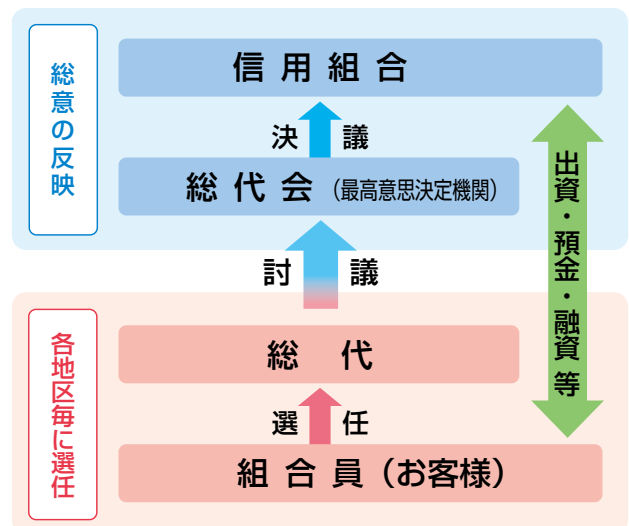 総意の反映
信用組合
決議
総代会（最高意思決定機関）
討議
出資・預金・融資等
各地区毎に選任
総代
選任
組合員（お客様）